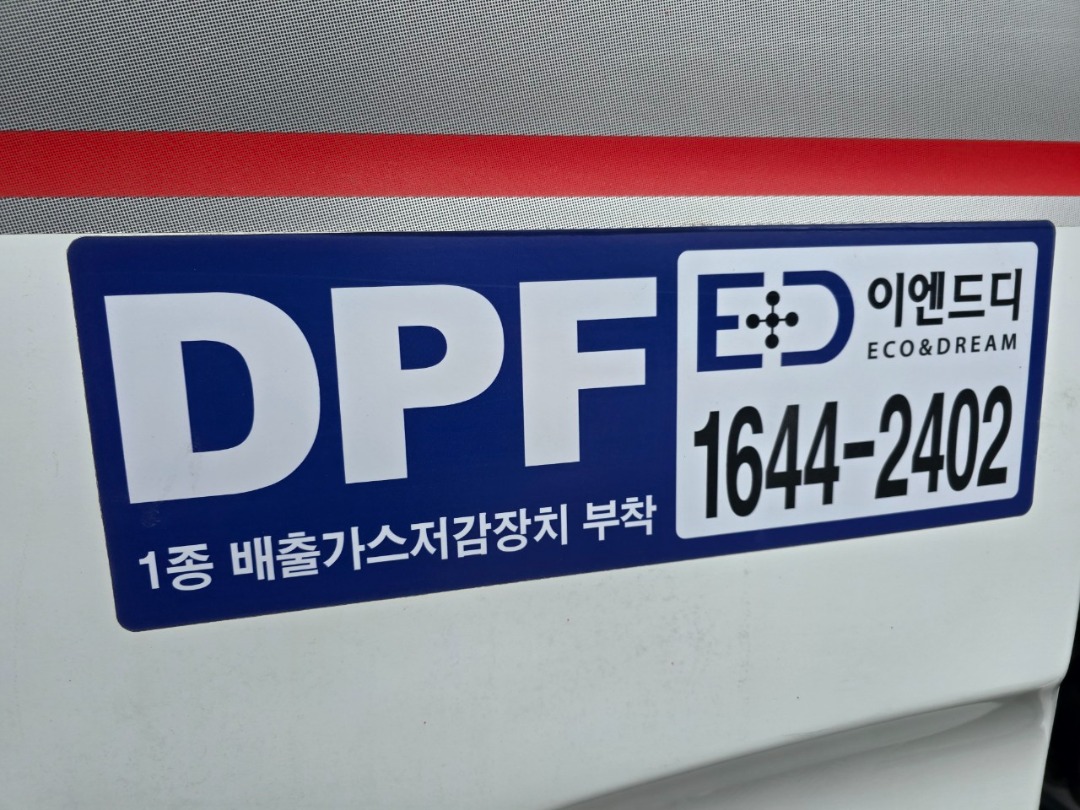 DPF
1종 배출가스저감장치 부착
ED 이엔드디
ECO&DREAM
1644-2402